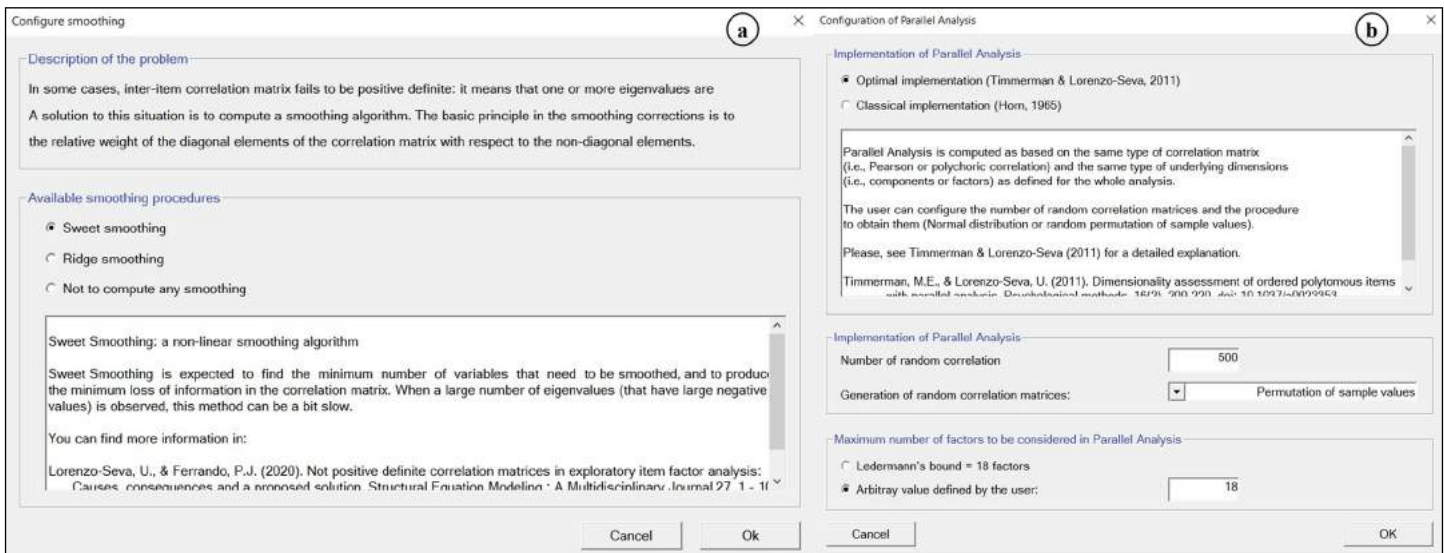 Configure smoothing
a
Description of the problem
In some cases, inter-item correlation matrix fails to be positive definite: it means that one or more eigenvalues are
A solution to this situation is to compute a smoothing algorithm. The basic principle in the smoothing corrections is to
the relative weight of the diagonal elements of the correlation matrix with respect to the non-diagonal elements.
Available smoothing procedures
Sweet smoothing
Ridge smoothing
Not to compute any smoothing
Sweet Smoothing: a non-linear smoothing algorithm
Sweet Smoothing is expected to find the minimum number of variables that need to be smoothed, and to produc
the minimum loss of information in the correlation matrix. When a large number of eigenvalues (that have large negative
values) is observed, this method can be a bit slow.
You can find more information in:
Lorenzo-Seva, U., & Ferrando, P.J. (2020). Not positive definite correlation matrices in exploratory item factor analysis:
Causes, consequences and a proposed solution. Structural Equation Modeling : A Multidisciplinary Journal 27, 1 - 10
Cancel
Ok
Configuration of Parallel Analysis
b
Implementation of Parallel Analysis
Optimal implementation (Timmerman & Lorenzo-Seva, 2011)
Classical implementation (Horn, 1965)
Parallel Analysis is computed as based on the same type of correlation matrix
(i.e., Pearson or polychoric correlation) and the same type of underlying dimensions
(i.e., components or factors) as defined for the whole analysis.
The user can configure the number of random correlation matrices and the procedure
to obtain them (Normal distribution or random permutation of sample values).
Please, see Timmerman & Lorenzo-Seva (2011) for a detailed explanation.
Timmerman, M.E., & Lorenzo-Seva, U. (2011). Dimensionality assessment of ordered polytomous items
with parallel analysis. Psychological methods, 16(2), 209-220. doi: 10.1037/a0023353
Implementation of Parallel Analysis
Number of random correlation 500
Generation of random correlation matrices: Permutation of sample values
Maximum number of factors to be considered in Parallel Analysis
Ledermann's bound = 18 factors
Arbitray value defined by the user: 18
Cancel
OK